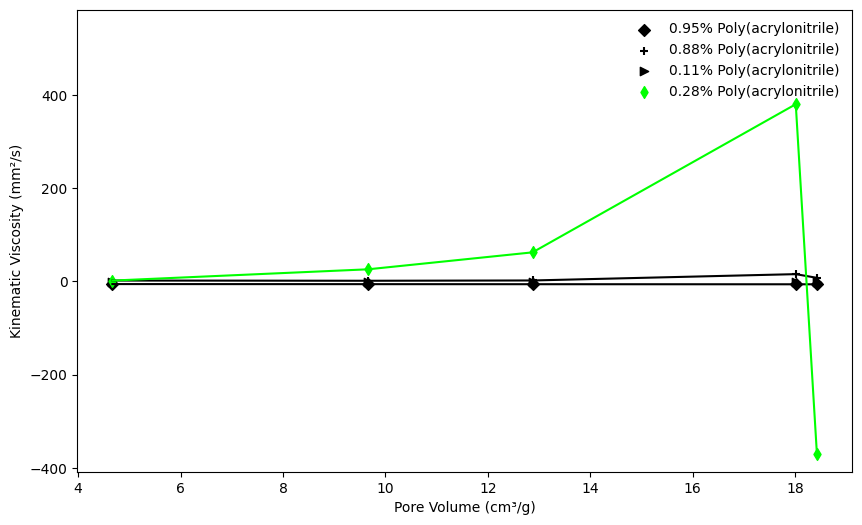 0.95% Poly(acrylonitrile)
0.88% Poly(acrylonitrile)
0.11% Poly(acrylonitrile)
0.28% Poly(acrylonitrile)
400
200
0
−200
−400
Kinematic Viscosity (mm²/s)
4 6 8 10 12 14 16 18
Pore Volume (cm³/g)